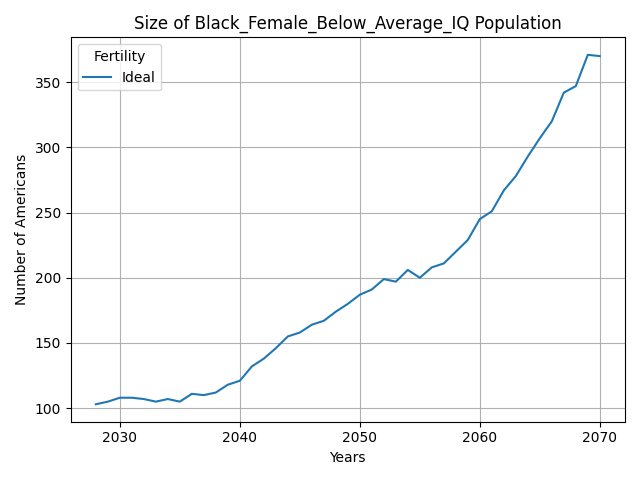 Size of Black_Female_Below_Average_IQ Population
Fertility
Ideal
Number of Americans
350
300
250
200
150
100
2030 2040 2050 2060 2070
Years